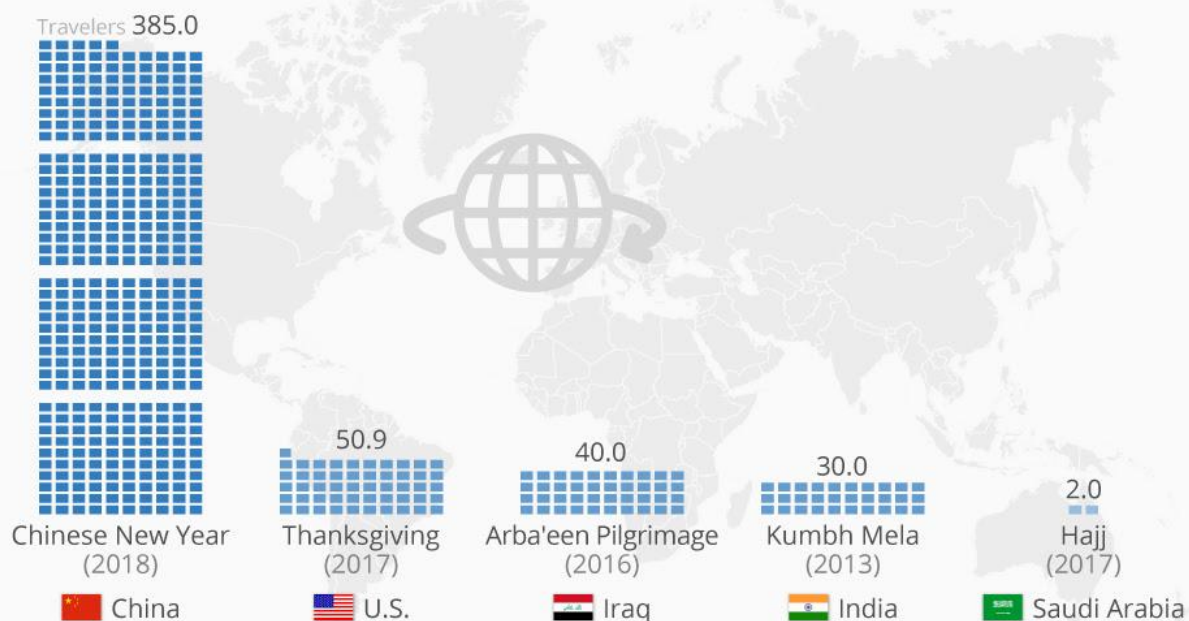 Travelers 385.0
50.9
40.0
30.0
2.0
Chinese New Year
(2018)
China
Thanksgiving
(2017)
U.S.
Arba'een Pilgrimage
(2016)
Iraq
Kumbh Mela
(2013)
India
Hajj
(2017)
Saudi Arabia